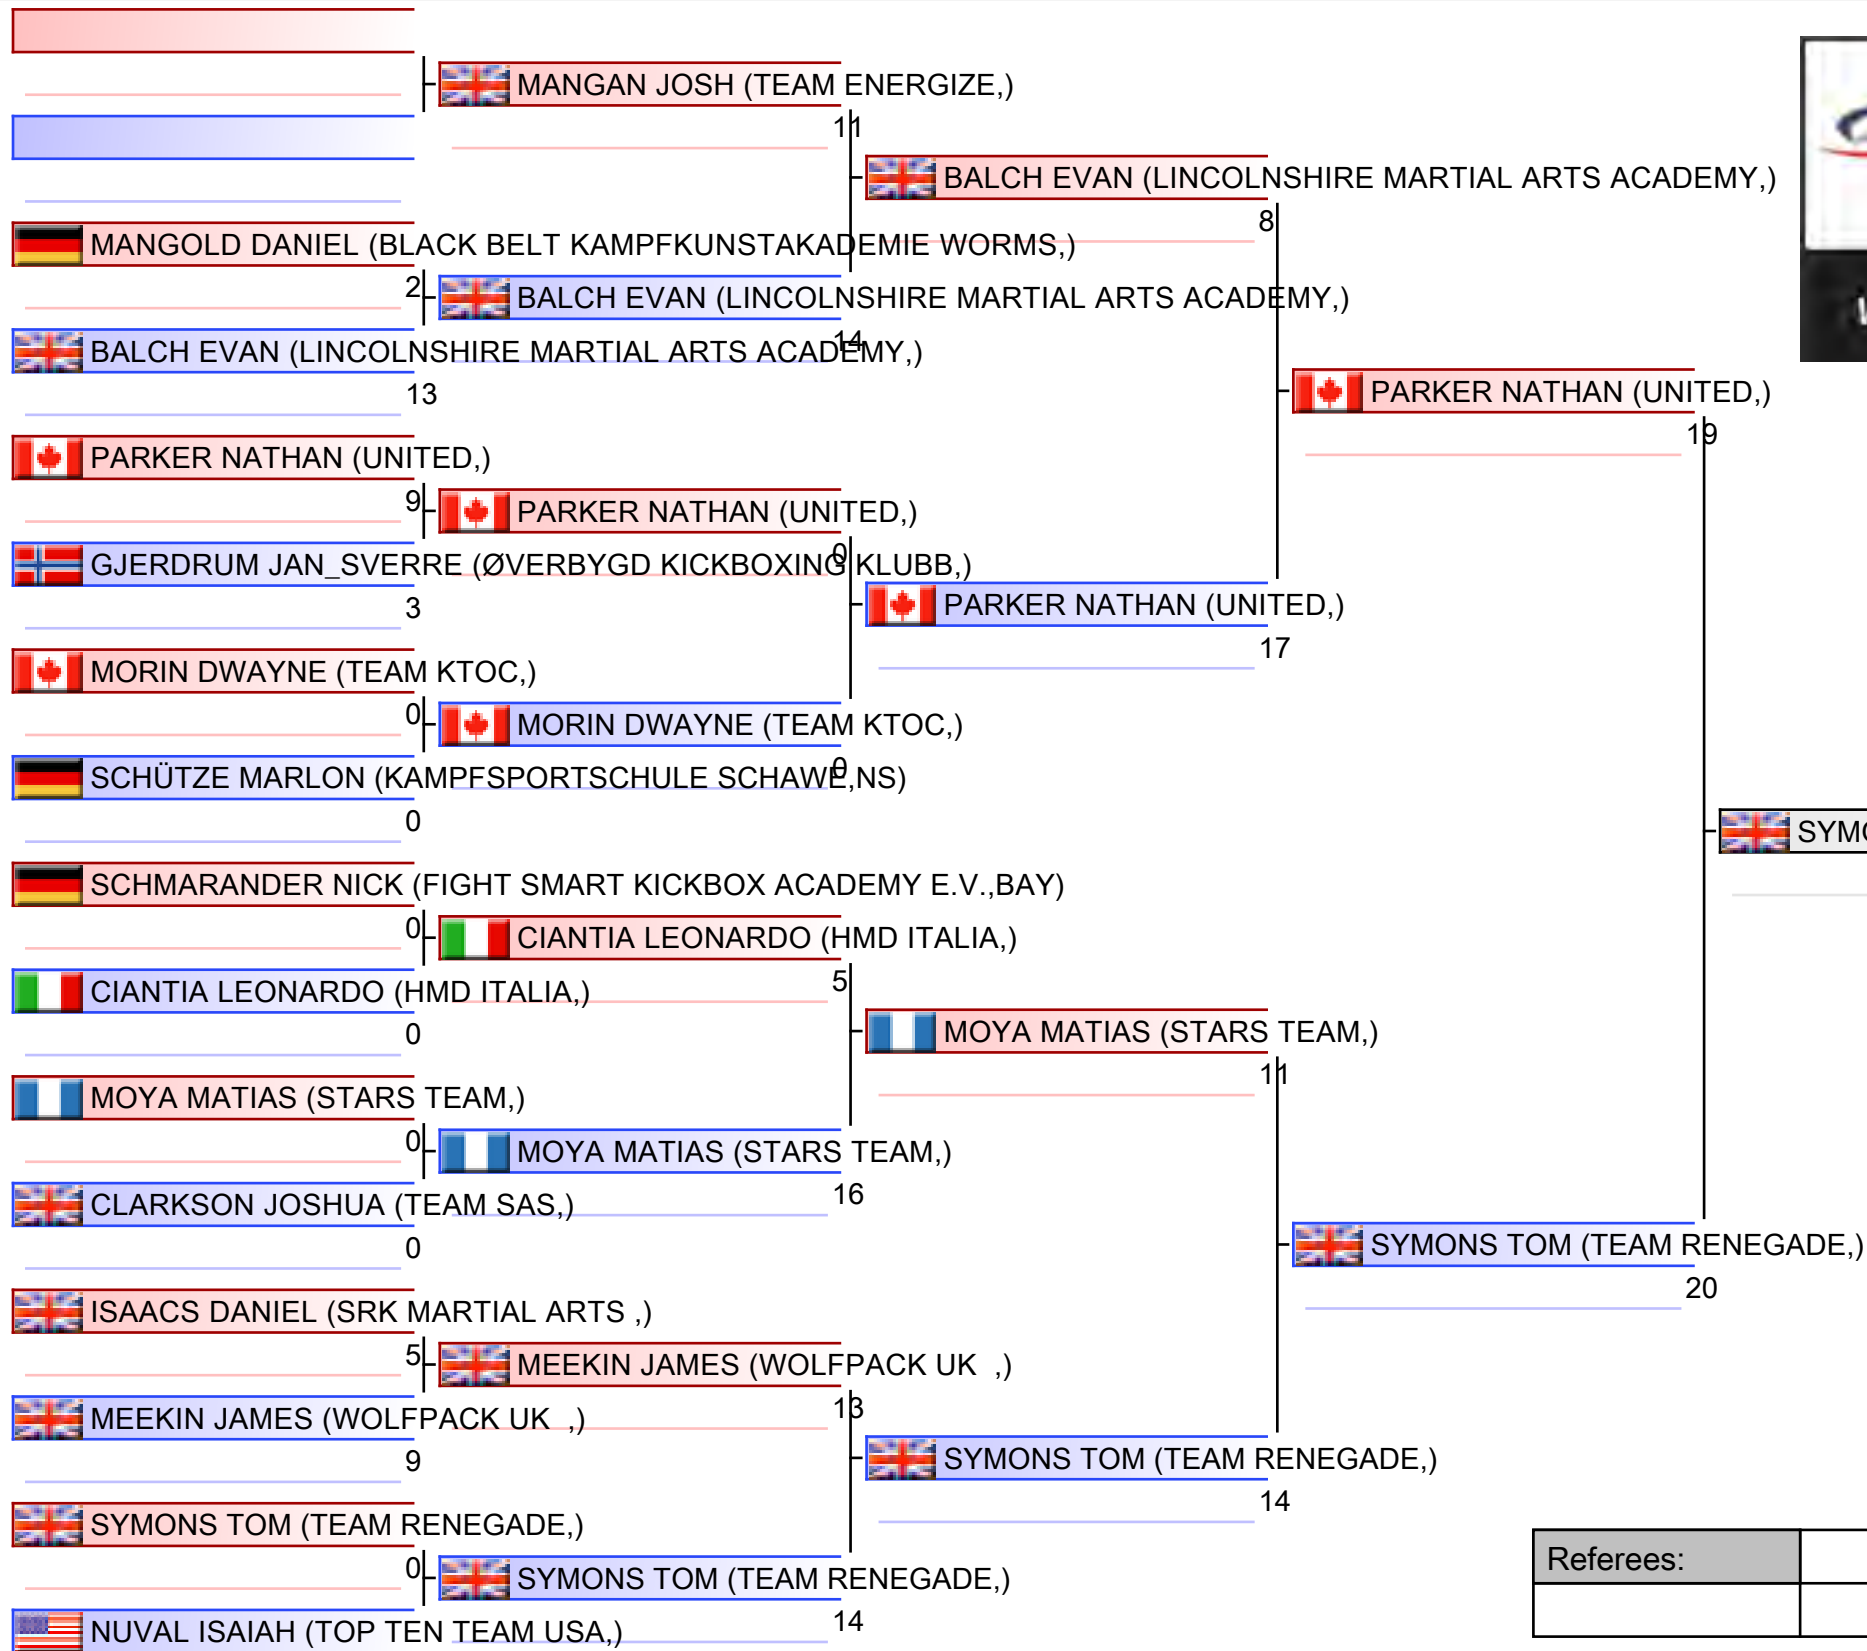 MANGAN JOSH (TEAM ENERGIZE,)
11
BALCH EVAN (LINCOLNSHIRE MARTIAL ARTS ACADEMY,)
8
MANGOLD DANIEL (BLACK BELT KAMPFKUNSTAKADEMIE WORMS,)
2
BALCH EVAN (LINCOLNSHIRE MARTIAL ARTS ACADEMY,)
14
BALCH EVAN (LINCOLNSHIRE MARTIAL ARTS ACADEMY,)
13
PARKER NATHAN (UNITED,)
19
PARKER NATHAN (UNITED,)
9
PARKER NATHAN (UNITED,)
0
GJERDRUM JAN_SVERRE (ØVERBYGD KICKBOXING KLUBB,)
3
PARKER NATHAN (UNITED,)
17
MORIN DWAYNE (TEAM KTOC,)
0
MORIN DWAYNE (TEAM KTOC,)
0
SCHÜTZE MARLON (KAMPFSPORTSCHULE SCHAWE,NS)
0
SCHMARANDER NICK (FIGHT SMART KICKBOX ACADEMY E.V.,BAY)
0
CIANTIA LEONARDO (HMD ITALIA,)
5
CIANTIA LEONARDO (HMD ITALIA,)
0
MOYA MATIAS (STARS TEAM,)
11
MOYA MATIAS (STARS TEAM,)
0
MOYA MATIAS (STARS TEAM,)
16
CLARKSON JOSHUA (TEAM SAS,)
0
SYMONS TOM (TEAM RENEGADE,)
20
ISAACS DANIEL (SRK MARTIAL ARTS ,)
5
MEEKIN JAMES (WOLFPACK UK ,)
13
MEEKIN JAMES (WOLFPACK UK ,)
9
SYMONS TOM (TEAM RENEGADE,)
14
SYMONS TOM (TEAM RENEGADE,)
0
SYMONS TOM (TEAM RENEGADE,)
14
NUVAL ISAIAH (TOP TEN TEAM USA,)
Referees: